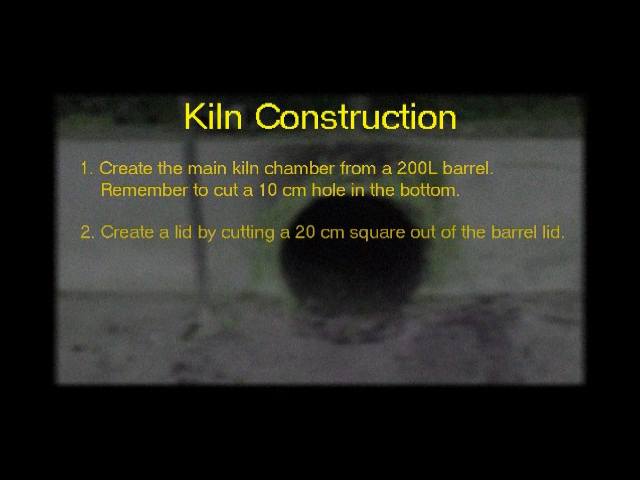 Kiln Construction
1. Create the main kiln chamber from a 200L barrel.
Remember to cut a 10 cm hole in the bottom.
2. Create a lid by cutting a 20 cm square out of the barrel lid.